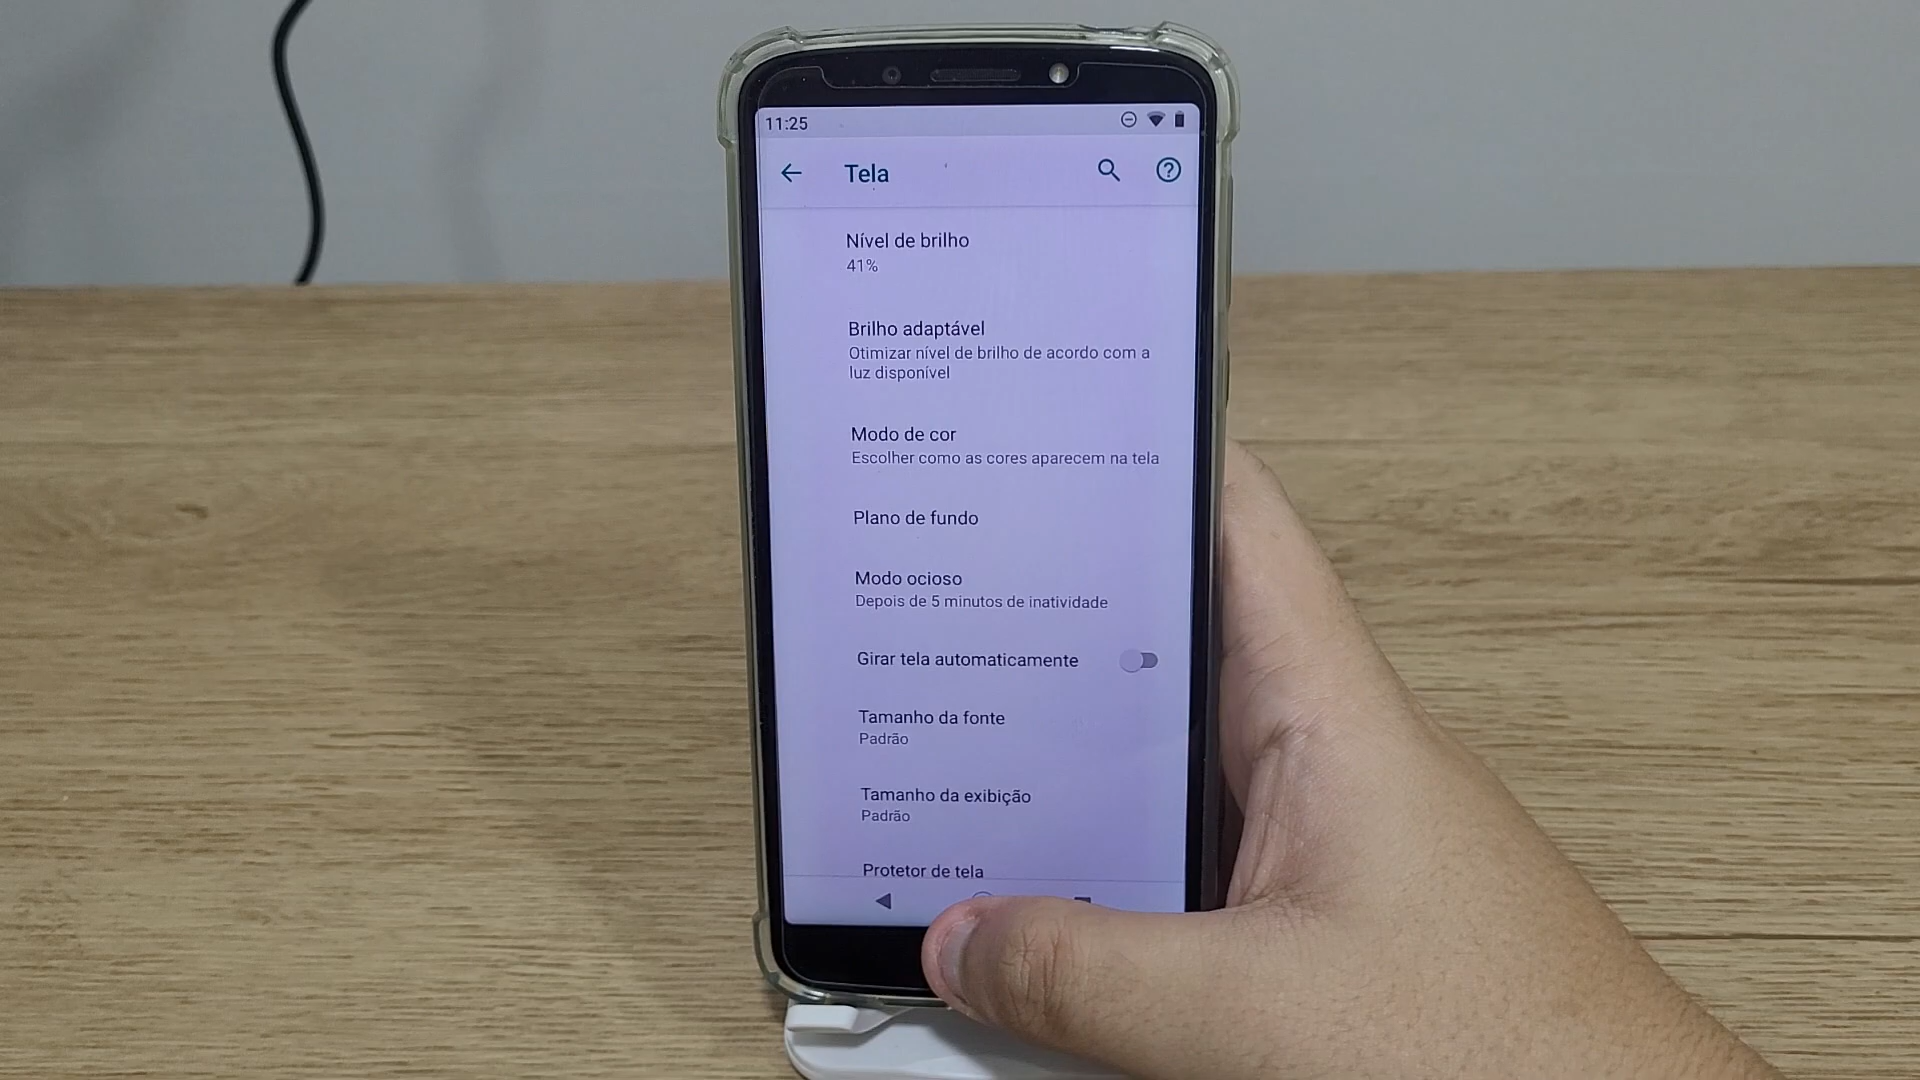 11:25
Tela
Nível de brilho
41%
Brilho adaptável
Otimizar nível de brilho de acordo com a
luz disponível
Modo de cor
Escolher como as cores aparecem na tela
Plano de fundo
Modo ocioso
Depois de 5 minutos de inatividade
Girar tela automaticamente
Tamanho da fonte
Padrão
Tamanho da exibição
Padrão
Protetor de tela